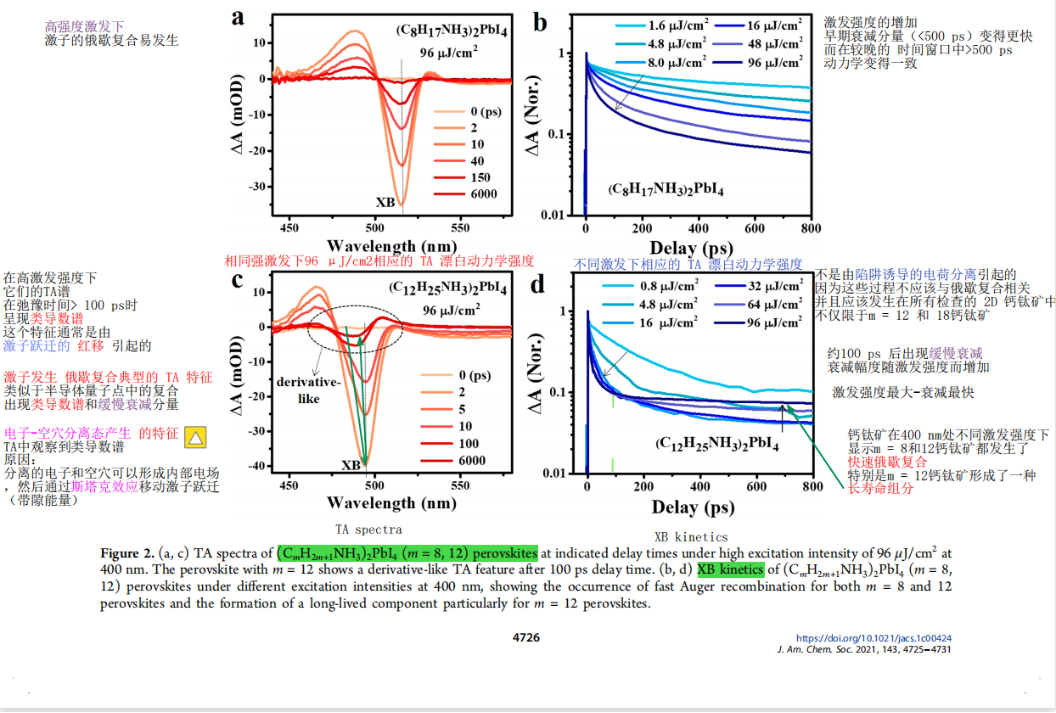 高强度激发下
激子的俄歇复合易发生
a
(C8H17NH3)2PbI4
96 μJ/cm2
ΔA (mOD)
10
0
-10
-20
-30
0 (ps)
2
10
40
150
6000
XB
450
500
550
Wavelength (nm)
b
1.6 μJ/cm2
4.8 μJ/cm2
8.0 μJ/cm2
16 μJ/cm2
48 μJ/cm2
96 μJ/cm2
ΔA (Nor.)
1
0.1
0.01
(C8H17NH3)2PbI4
0
200
400
600
800
Delay (ps)
激发强度的增加
早期衰减分量（<500 ps）变得更快
而在较晚的 时间窗口中>500 ps
动力学变得一致
相同强激发下96 μJ/cm2相应的 TA 漂白动力学强度
不同激发下相应的 TA 漂白动力学强度
在高激发强度下
它们的TA谱
在弛豫时间> 100 ps时
呈现类导数谱
这个特征通常是由
激子跃迁的 红移 引起的
激子发生 俄歇复合典型的 TA 特征
类似于半导体量子点中的复合
出现类导数谱和缓慢衰减分量
电子-空穴分离态产生 的特征
TA中观察到类导数谱
原因：
分离的电子和空穴可以形成内部电场
，然后通过斯塔克效应移动激子跃迁
（带隙能量）
c
(C12H25NH3)2PbI4
96 μJ/cm2
ΔA (mOD)
10
0
-10
-20
-30
-40
derivative-
like
0 (ps)
2
5
10
100
6000
XB
450
500
550
Wavelength (nm)
TA spectra
d
0.8 μJ/cm2
4.8 μJ/cm2
16 μJ/cm2
32 μJ/cm2
64 μJ/cm2
96 μJ/cm2
ΔA (Nor.)
1
0.1
0.01
(C12H25NH3)2PbI4
0
200
400
600
800
Delay (ps)
XB kinetics
不是由陷阱诱导的电荷分离引起的
因为这些过程不应该与俄歇复合相关
并且应该发生在所有检查的 2D 钙钛矿中
不仅限于m = 12 和 18钙钛矿
约100 ps 后出现缓慢衰减
衰减幅度随激发强度而增加
激发强度最大-衰减最快
钙钛矿在400 nm处不同激发强度下
显示m = 8和12钙钛矿都发生了
快速俄歇复合
特别是m = 12钙钛矿形成了一种
长寿命组分
Figure 2. (a, c) TA spectra of (CmH2m+1NH3)2PbI4 (m = 8, 12) perovskites at indicated delay times under high excitation intensity of 96 μJ/cm2 at
400 nm. The perovskite with m = 12 shows a derivative-like TA feature after 100 ps delay time. (b, d) XB kinetics of (CmH2m+1NH3)2PbI4 (m = 8,
12) perovskites under different excitation intensities at 400 nm, showing the occurrence of fast Auger recombination for both m = 8 and 12
perovskites and the formation of a long-lived component particularly for m = 12 perovskites.
4726
https://doi.org/10.1021/jacs.1c00424
J. Am. Chem. Soc. 2021, 143, 4725−4731